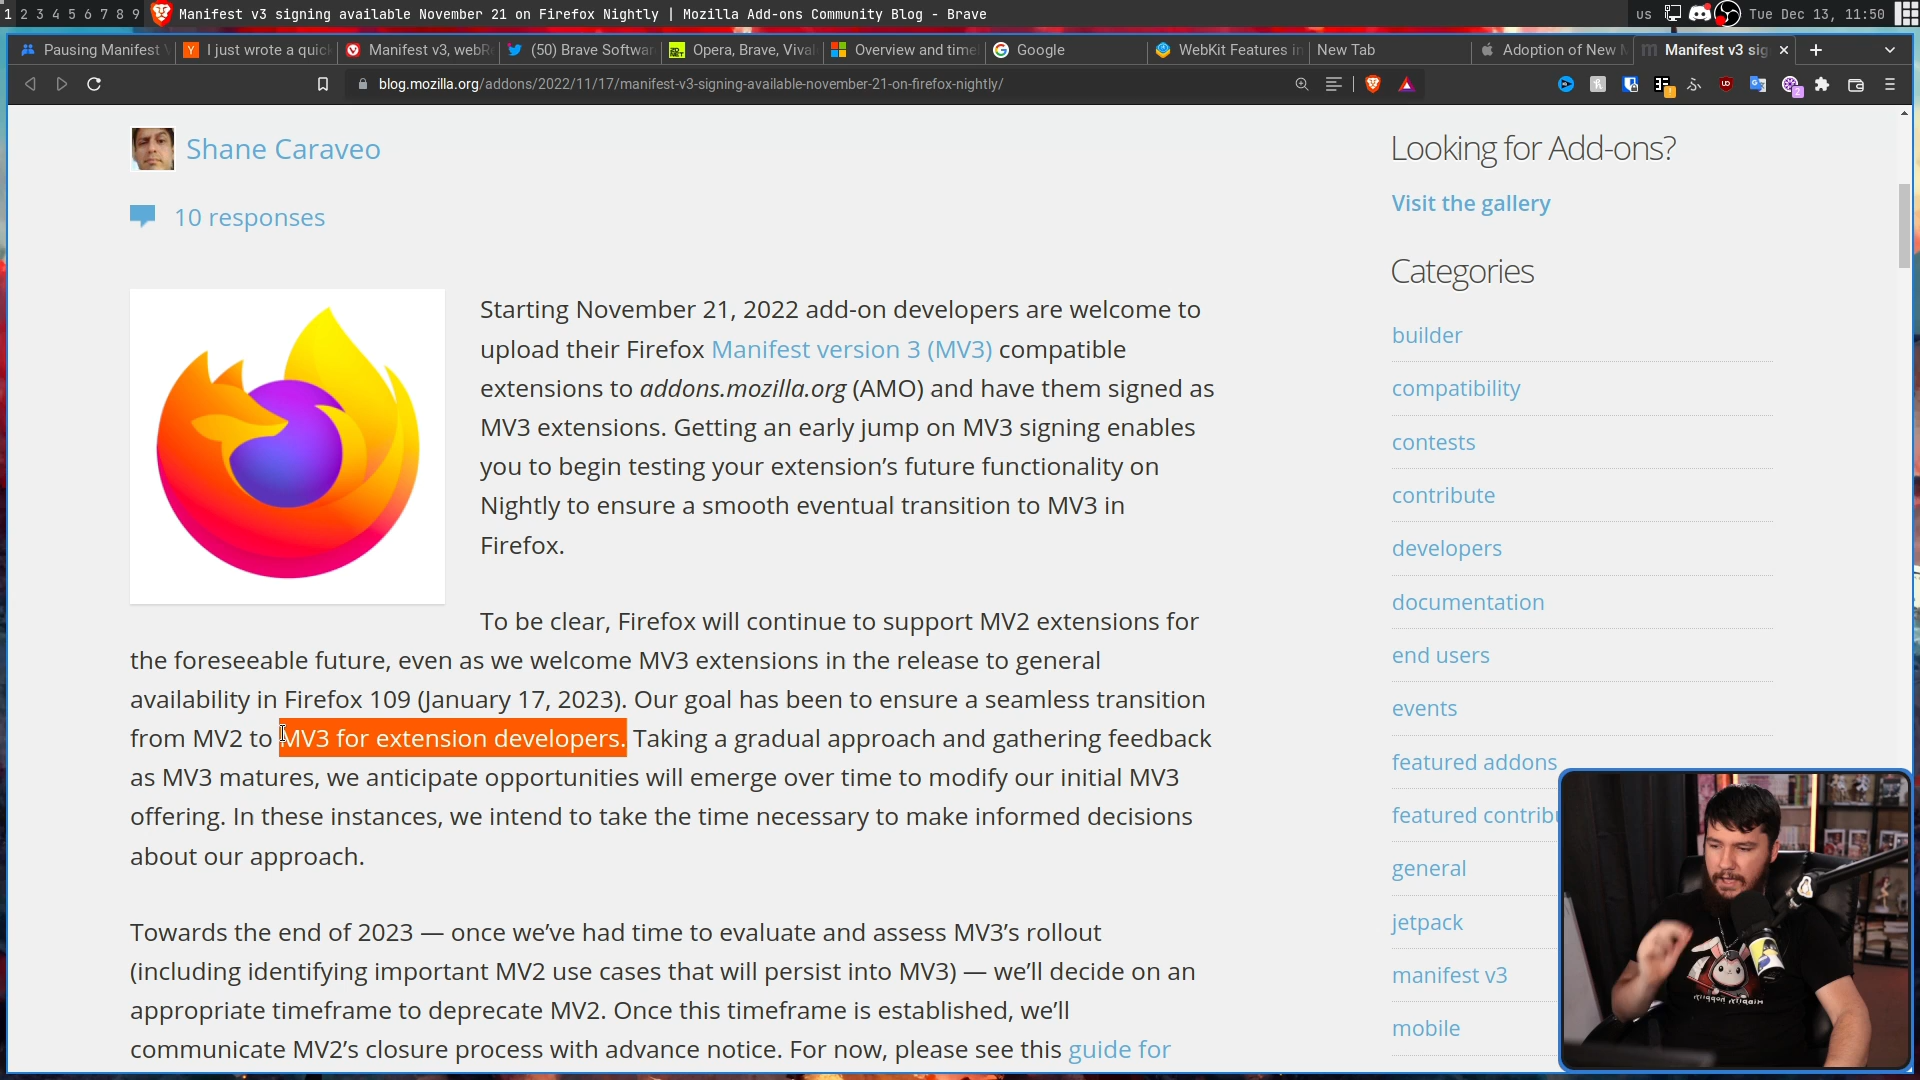 1 2 3 4 5 6 7 8 9 Manifest v3 signing available November 21 on Firefox Nightly | Mozilla Add-ons Community Blog - Brave us Tue Dec 13, 11:50
Pausing Manifest I just wrote a quic Manifest v3, webR (50) Brave Softwar Opera, Brave, Viva Overview and time Google WebKit Features in New Tab Adoption of New Manifest v3 sig
blog.mozilla.org/addons/2022/11/17/manifest-v3-signing-available-november-21-on-firefox-nightly/
Shane Caraveo
10 responses
Starting November 21, 2022 add-on developers are welcome to
upload their Firefox Manifest version 3 (MV3) compatible
extensions to addons.mozilla.org (AMO) and have them signed as
MV3 extensions. Getting an early jump on MV3 signing enables
you to begin testing your extension’s future functionality on
Nightly to ensure a smooth eventual transition to MV3 in
Firefox.
To be clear, Firefox will continue to support MV2 extensions for
the foreseeable future, even as we welcome MV3 extensions in the release to general
availability in Firefox 109 (January 17, 2023). Our goal has been to ensure a seamless transition
from MV2 to MV3 for extension developers. Taking a gradual approach and gathering feedback
as MV3 matures, we anticipate opportunities will emerge over time to modify our initial MV3
offering. In these instances, we intend to take the time necessary to make informed decisions
about our approach.
Towards the end of 2023 — once we’ve had time to evaluate and assess MV3’s rollout
(including identifying important MV2 use cases that will persist into MV3) — we’ll decide on an
appropriate timeframe to deprecate MV2. Once this timeframe is established, we’ll
communicate MV2’s closure process with advance notice. For now, please see this guide for
Looking for Add-ons?
Visit the gallery
Categories
builder
compatibility
contests
contribute
developers
documentation
end users
events
featured addons
featured contribu
general
jetpack
manifest v3
mobile